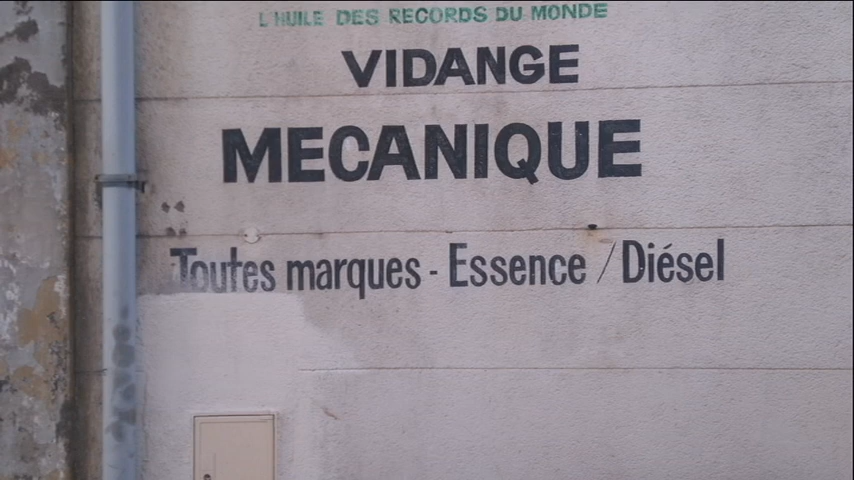 L'HUILE DES RECORDS DU MONDE
VIDANGE
MECANIQUE
Toutes marques - Essence / Diésel